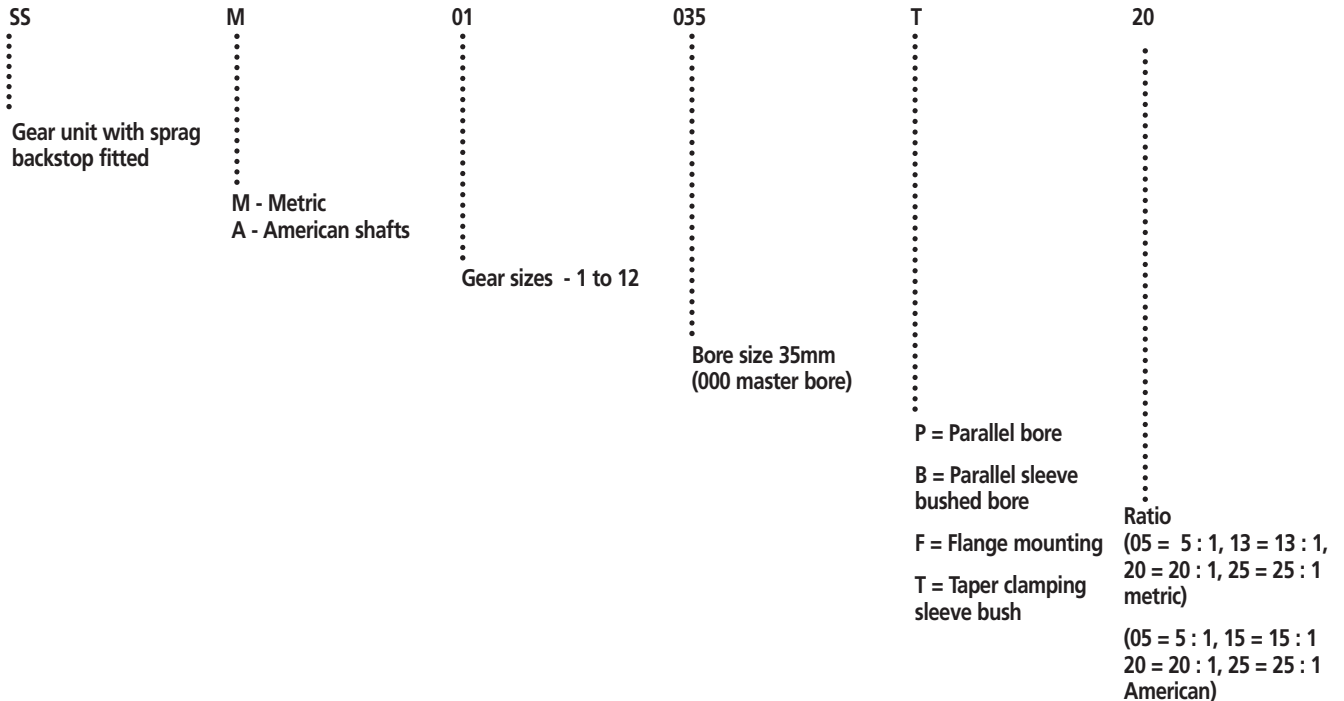 SS M 01 035 T 20
Gear unit with sprag
backstop fitted
M - Metric
A - American shafts
Gear sizes - 1 to 12
Bore size 35mm
(000 master bore)
P = Parallel bore
B = Parallel sleeve
bushed bore
F = Flange mounting
T = Taper clamping
sleeve bush
Ratio
(05 = 5 : 1, 13 = 13 : 1,
20 = 20 : 1, 25 = 25 : 1
metric)
(05 = 5 : 1, 15 = 15 : 1
20 = 20 : 1, 25 = 25 : 1
American)